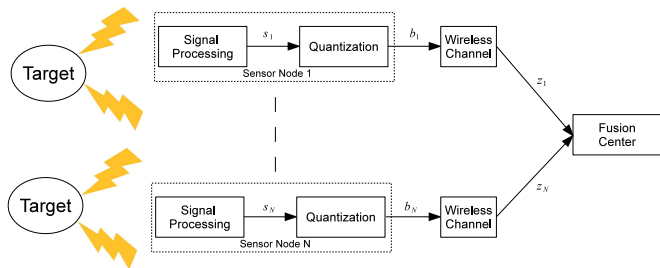 Target
Signal
Processing
s1
Quantization
Sensor Node 1
b1
Wireless
Channel
z1
Fusion
Center
Target
Signal
Processing
sN
Quantization
Sensor Node N
bN
Wireless
Channel
zN